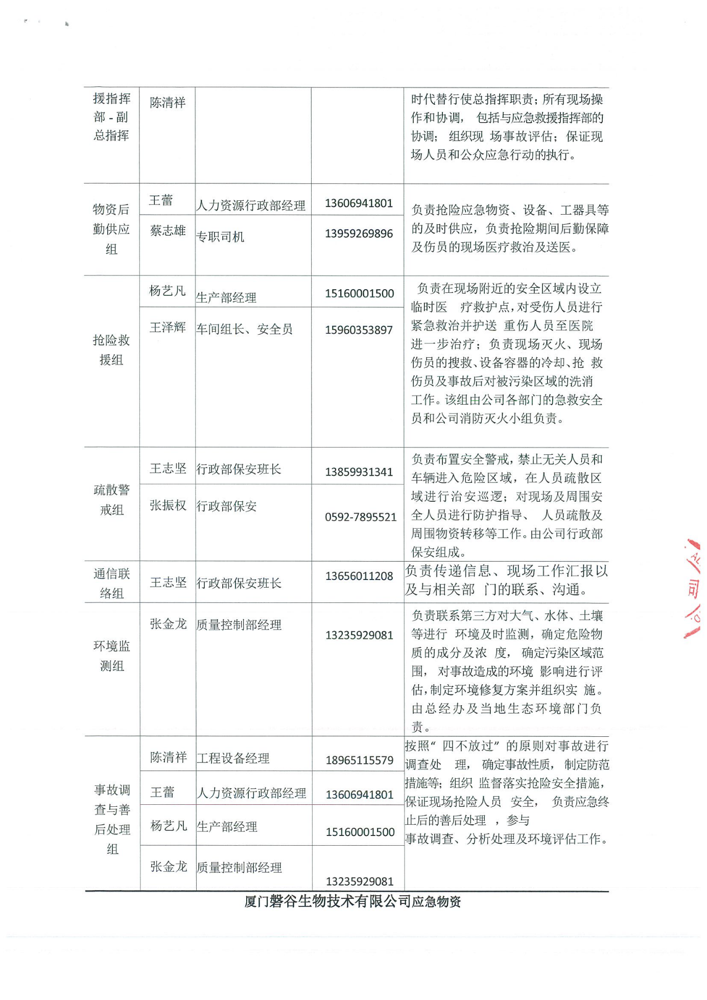 援指挥
部 - 副
总指挥
陈清祥
时代替行使总指挥职责；所有现场操
作和协调， 包括与应急救援指挥部的
协调； 组织现 场事故评估；保证现
场人员和公众应急行动的执行。
物资后
勤供应
组
王蕾
人力资源行政部经理
13606941801
蔡志雄
专职司机
13959269896
负责抢险应急物资、设备、工器具等
的及时供应，负责抢险期间后勤保障
及伤员的现场医疗救治及送医。
抢险救
援组
杨艺凡
生产部经理
15160001500
王泽辉
车间组长、安全员
15960353897
负责在现场附近的安全区域内设立
临时医 疗救护点，对受伤人员进行
紧急救治并护送 重伤人员至医院
进一步治疗；负责现场灭火、现场
伤员的搜救、设备容器的冷却、抢 救
伤员及事故后对被污染区域的洗消
工作。该组由公司各部门的急救安全
员和公司消防灭火小组负责。
疏散警
戒组
王志坚
行政部保安班长
13859931341
张振权
行政部保安
0592-7895521
负责布置安全警戒，禁止无关人员和
车辆进入危险区域，在人员疏散区
域进行治安巡逻；对现场及周围安
全人员进行防护指导、 人员疏散及
周围物资转移等工作。由公司行政部
保安组成。
通信联
络组
王志坚
行政部保安班长
13656011208
负责传递信息、现场工作汇报以
及与相关部 门的联系、沟通。
环境监
测组
张金龙
质量控制部经理
13235929081
负责联系第三方对大气、水体、土壤
等进行 环境及时监测，确定危险物
质的成分及浓 度， 确定污染区域范
围， 对事故造成的环境 影响进行评
估，制定环境修复方案并组织实 施。
由总经办及当地生态环境部门负
责。
事故调
查与善
后处理
组
陈清祥
工程设备经理
18965115579
王蕾
人力资源行政部经理
13606941801
杨艺凡
生产部经理
15160001500
张金龙
质量控制部经理
13235929081
按照“ 四不放过” 的原则对事故进行
调查处 理， 确定事故性质， 制定防范
措施等；组织 监督落实抢险安全措施，
保证现场抢险人员 安全， 负责应急终
止后的善后处理 ，参与
事故调查、分析处理及环境评估工作。
厦门磐谷生物技术有限公司应急物资
司